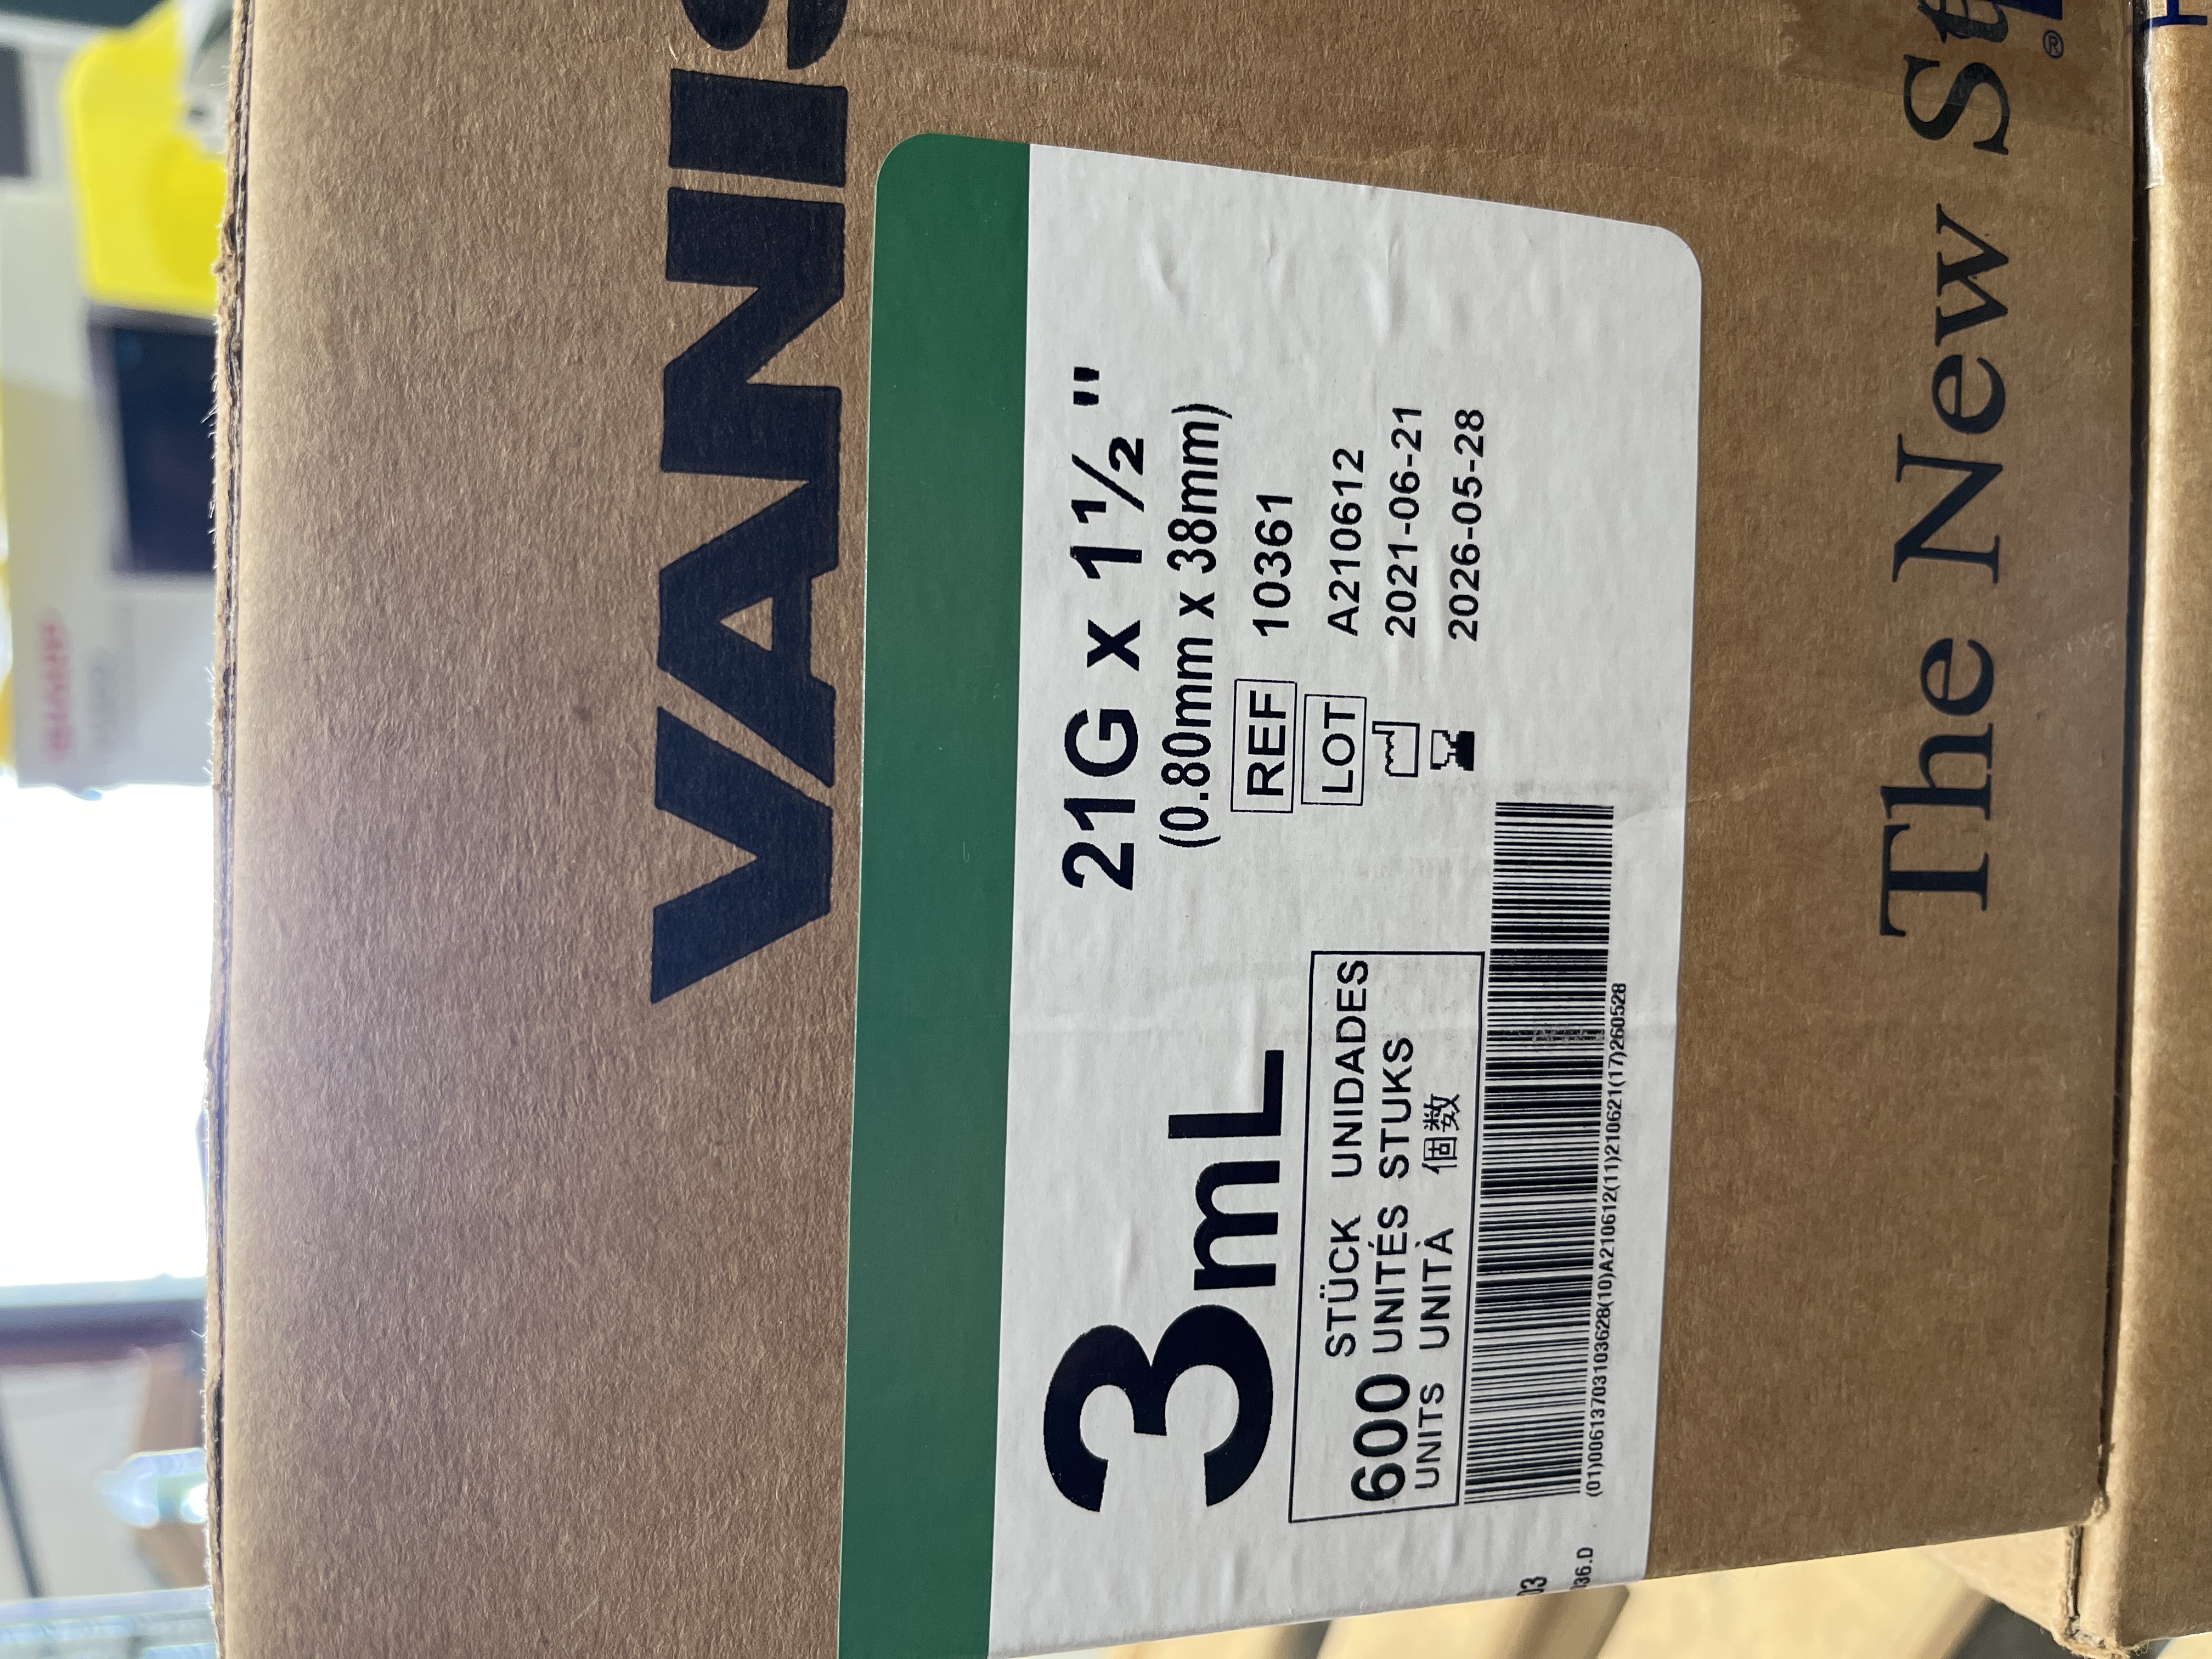 VANIS
3mL
21G x 1½"
(0.80mm x 38mm)
REF 10361
LOT A210612
2021-06-21
2026-05-28
600 STÜCK UNIDADES
UNITÉS STUKS
UNITS UNITÀ 個数
(01)00613703103628(10)A210612(11)210621(17)260528
03
36.D
The New St
®